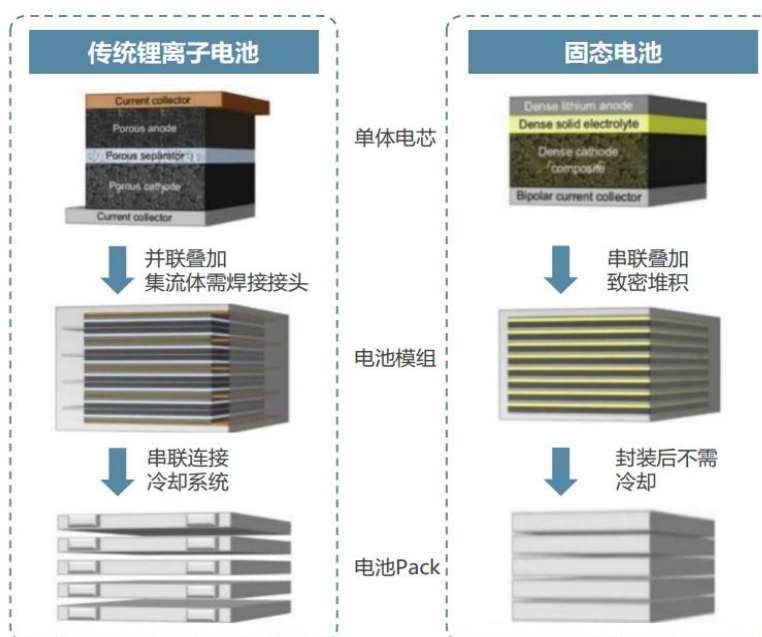 传统锂离子电池
固态电池
Current collector
Porous anode
Porous separator
Porous cathode
Current collector
单体电芯
Dense lithium anode
Dense solid electrolyte
Dense cathode
composite
Bipolar current collector
并联叠加
集流体需焊接接头
串联叠加
致密堆积
电池模组
串联连接
冷却系统
封装后不需
冷却
电池Pack